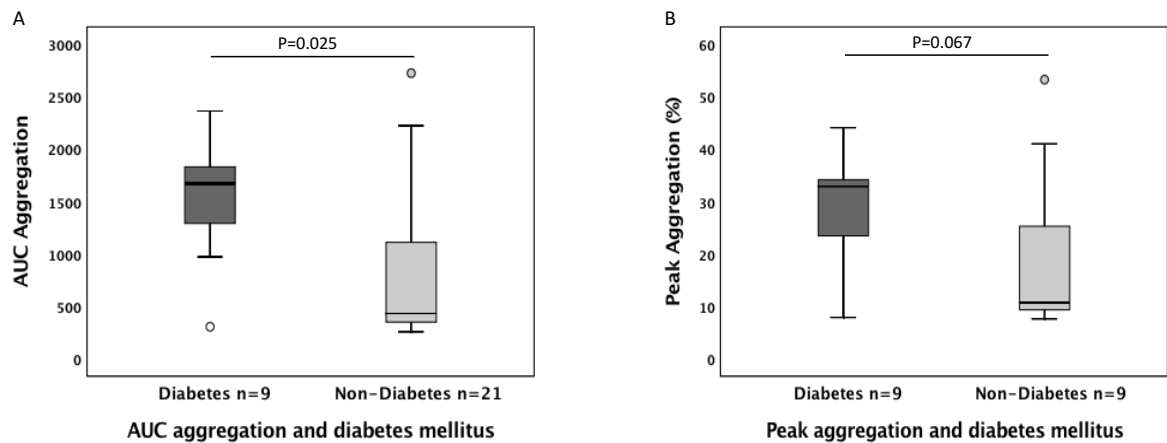 A
P=0.025
AUC Aggregation
3000
2500
2000
1500
1000
500
0
Diabetes n=9
Non-Diabetes n=21
AUC aggregation and diabetes mellitus
B
P=0.067
Peak Aggregation (%)
60
50
40
30
20
10
0
Diabetes n=9
Non-Diabetes n=9
Peak aggregation and diabetes mellitus